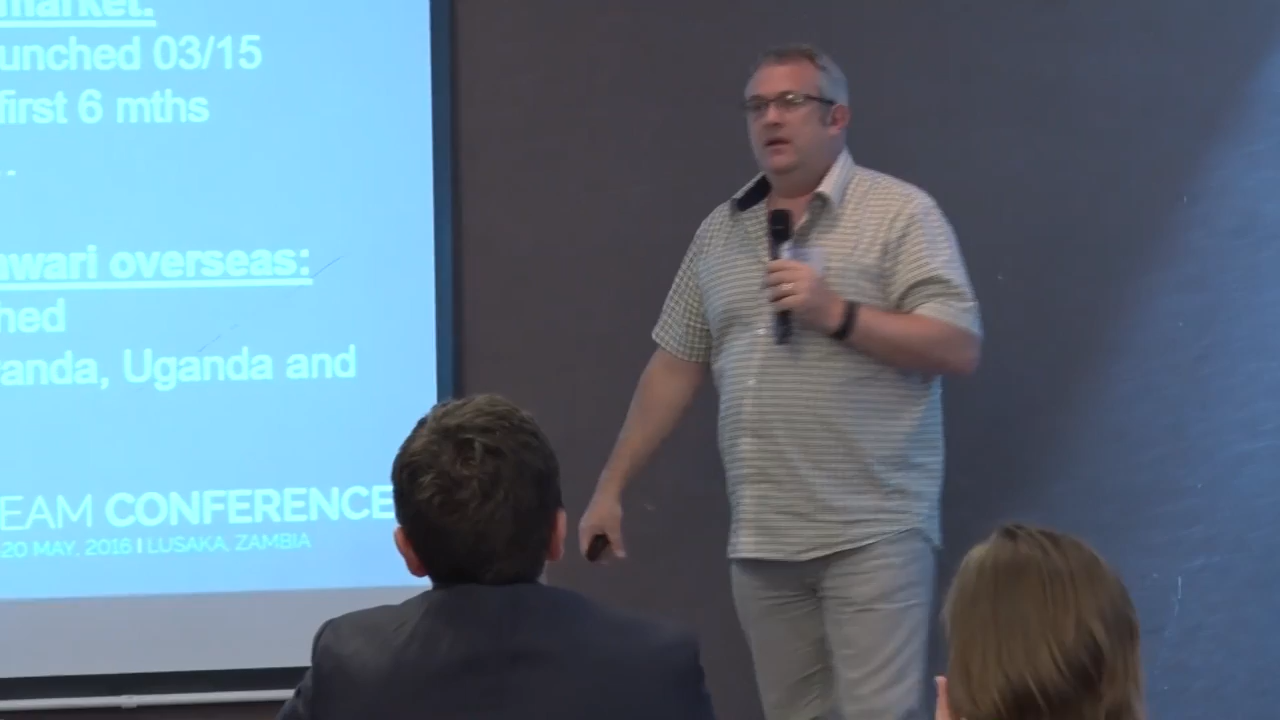 market:
unched 03/15
first 6 mths
..
wari overseas:
hed
anda, Uganda and
EAM CONFERENCE
20 MAY, 2016 | LUSAKA, ZAMBIA